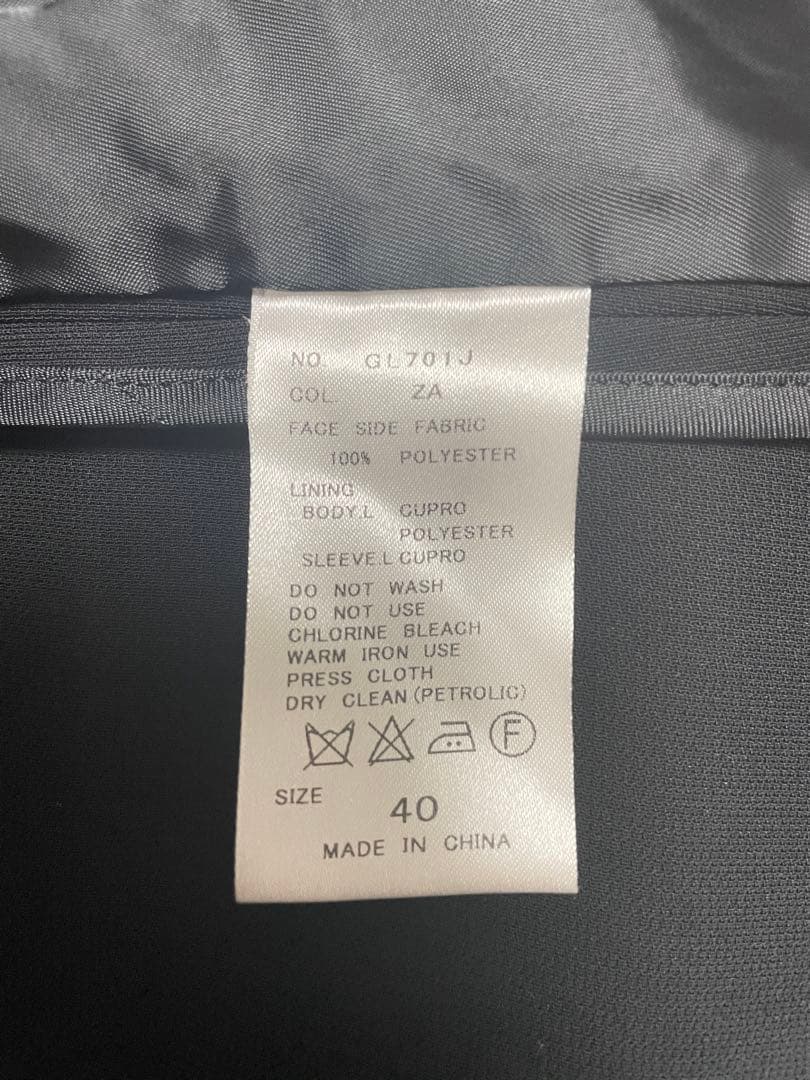 NO. GL701J
COL. ZA
FACE SIDE FABRIC
100% POLYESTER
LINING
BODY.L CUPRO
POLYESTER
SLEEVE.L CUPRO
DO NOT WASH
DO NOT USE
CHLORINE BLEACH
WARM IRON USE
PRESS CLOTH
DRY CLEAN (PETROLIC)
F
SIZE 40
MADE IN CHINA